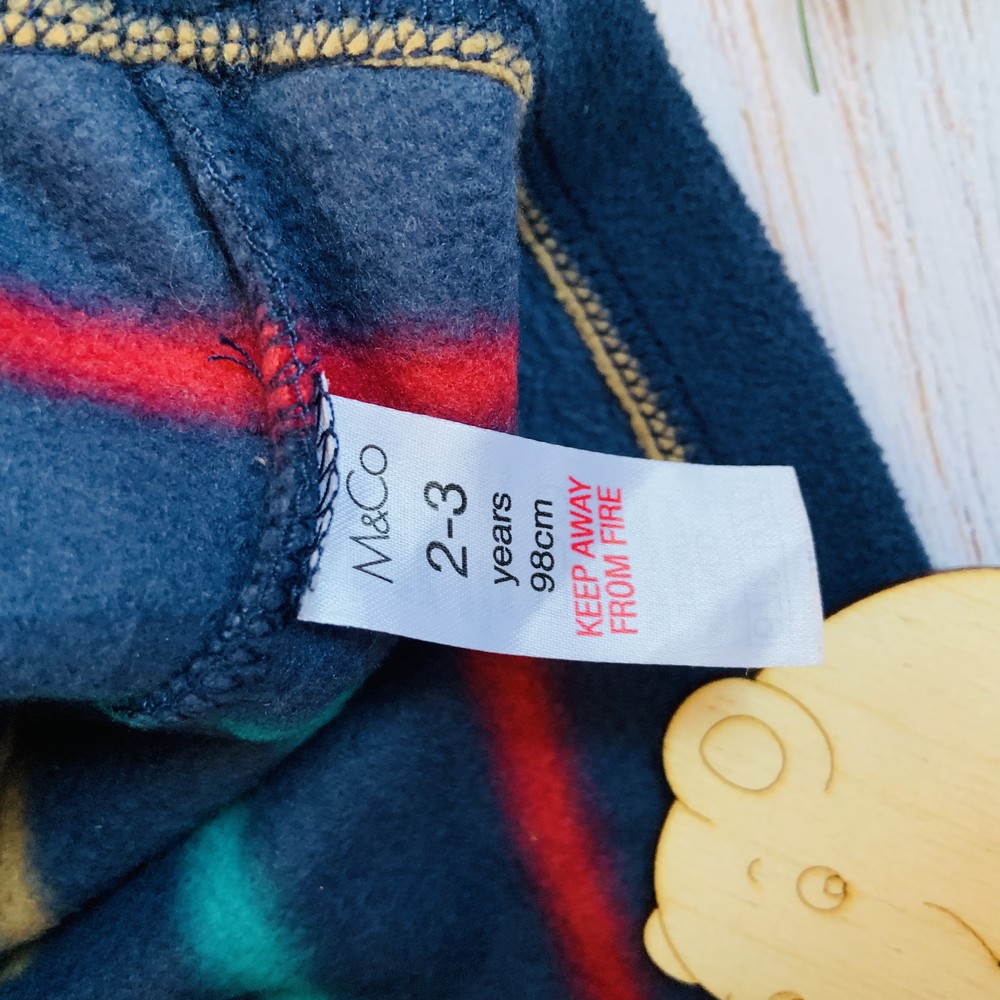 M&Co
2-3
years
98cm
KEEP AWAY
FROM FIRE